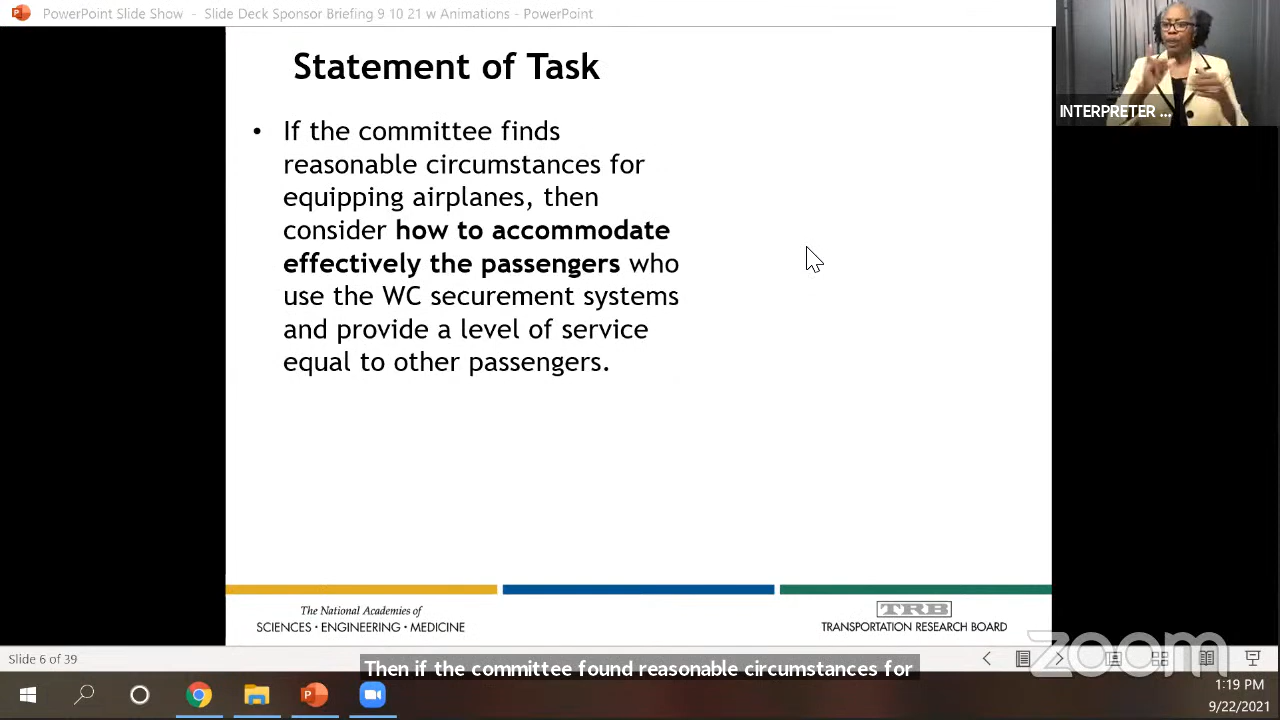 PowerPoint Slide Show - Slide Deck Sponsor Briefing 9 10 21 w Animations - PowerPoint
INTERPRETER ...
Statement of Task
• If the committee finds
reasonable circumstances for
equipping airplanes, then
consider how to accommodate
effectively the passengers who
use the WC securement systems
and provide a level of service
equal to other passengers.
The National Academies of
SCIENCES · ENGINEERING · MEDICINE
TRB
TRANSPORTATION RESEARCH BOARD
zoom
Slide 6 of 39
Then if the committee found reasonable circumstances for
1:19 PM
9/22/2021